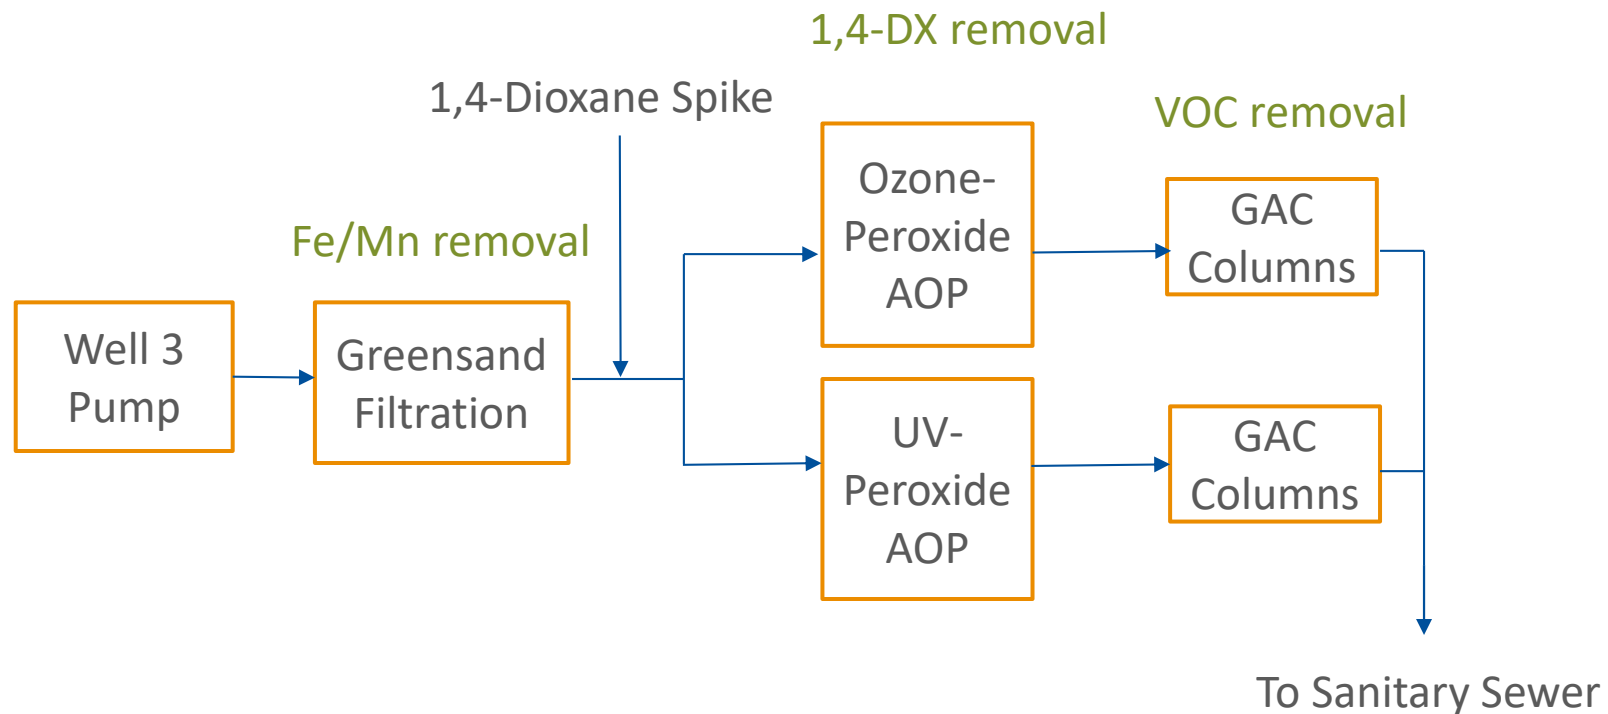 1,4-DX removal
1,4-Dioxane Spike
VOC removal
Fe/Mn removal
Well 3
Pump
Greensand
Filtration
Ozone-
Peroxide
AOP
GAC
Columns
UV-
Peroxide
AOP
GAC
Columns
To Sanitary Sewer